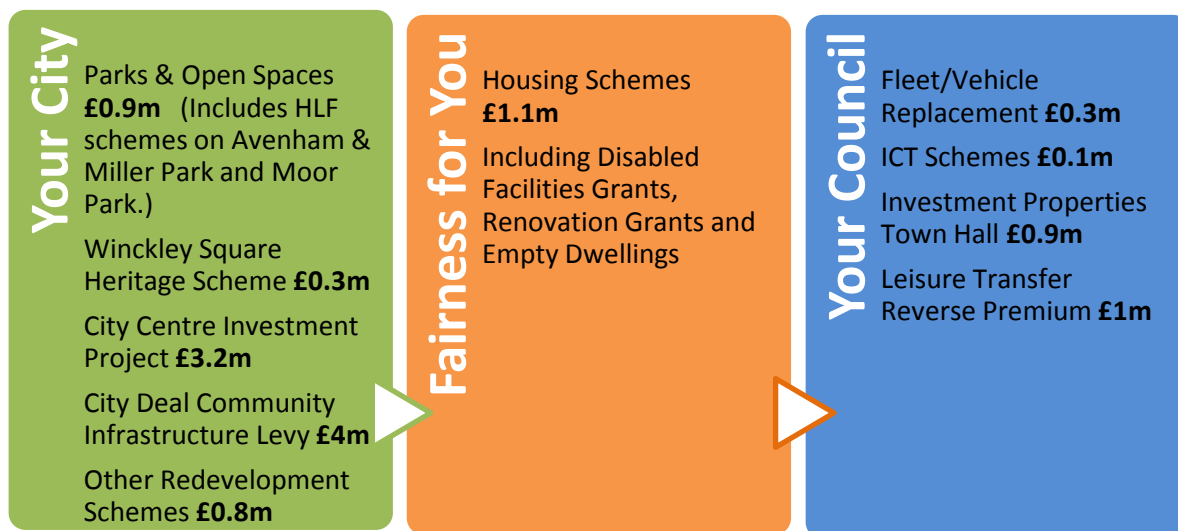 Your City
Parks & Open Spaces
£0.9m (Includes HLF
schemes on Avenham &
Miller Park and Moor
Park.)
Winckley Square
Heritage Scheme £0.3m
City Centre Investment
Project £3.2m
City Deal Community
Infrastructure Levy £4m
Other Redevelopment
Schemes £0.8m
Fairness for You
Housing Schemes
£1.1m
Including Disabled
Facilities Grants,
Renovation Grants and
Empty Dwellings
Your Council
Fleet/Vehicle
Replacement £0.3m
ICT Schemes £0.1m
Investment Properties
Town Hall £0.9m
Leisure Transfer
Reverse Premium £1m